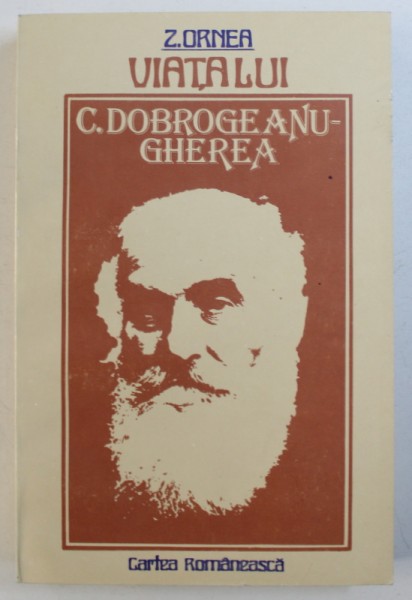 Z.ORNEA
VIAȚA LUI
C.DOBROGEANU-
GHEREA
Cartea Românească